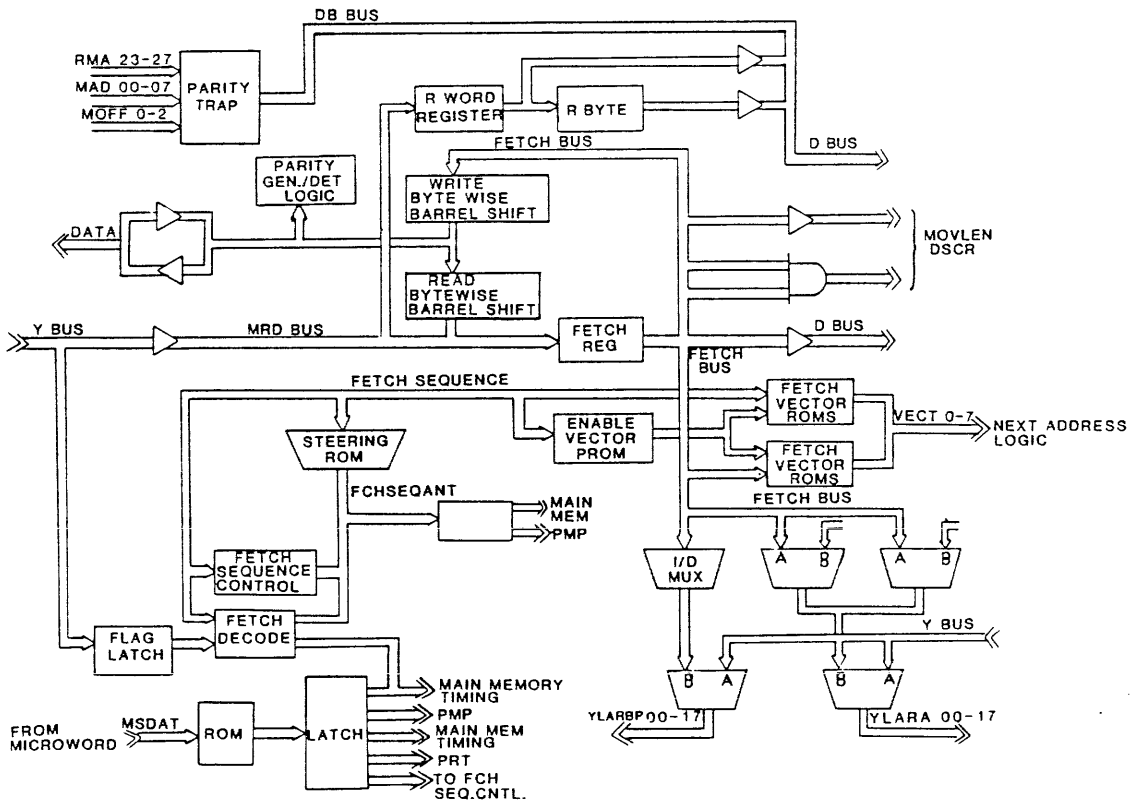 DB BUS
RMA 23-27
MAD 00-07
MOFF 0-2
PARITY
TRAP
R WORD
REGISTER
R BYTE
D BUS
FETCH BUS
PARITY
GEN./DET
LOGIC
WRITE
BYTE WISE
BARREL SHIFT
DATA
MOVLEN
DSCR
READ
BYTEWISE
BARREL SHIFT
Y BUS
MRD BUS
FETCH
REG
D BUS
FETCH
BUS
FETCH SEQUENCE
FETCH
VECTOR
ROMS
STEERING
ROM
ENABLE
VECTOR
PROM
VECT 0-7
NEXT ADDRESS
LOGIC
FETCH
VECTOR
ROMS
FCHSEQANT
MAIN
MEM
PMP
FETCH BUS
FETCH
SEQUENCE
CONTROL
I/D
MUX
A
B
A
B
FLAG
LATCH
FETCH
DECODE
Y BUS
B
A
B
A
FROM
MICROWORD
MSDAT
ROM
LATCH
MAIN MEMORY
TIMING
PMP
MAIN MEM
TIMING
PRT
TO FCH
SEQ.CNTL.
YLARBP 00-17
YLARA 00-17